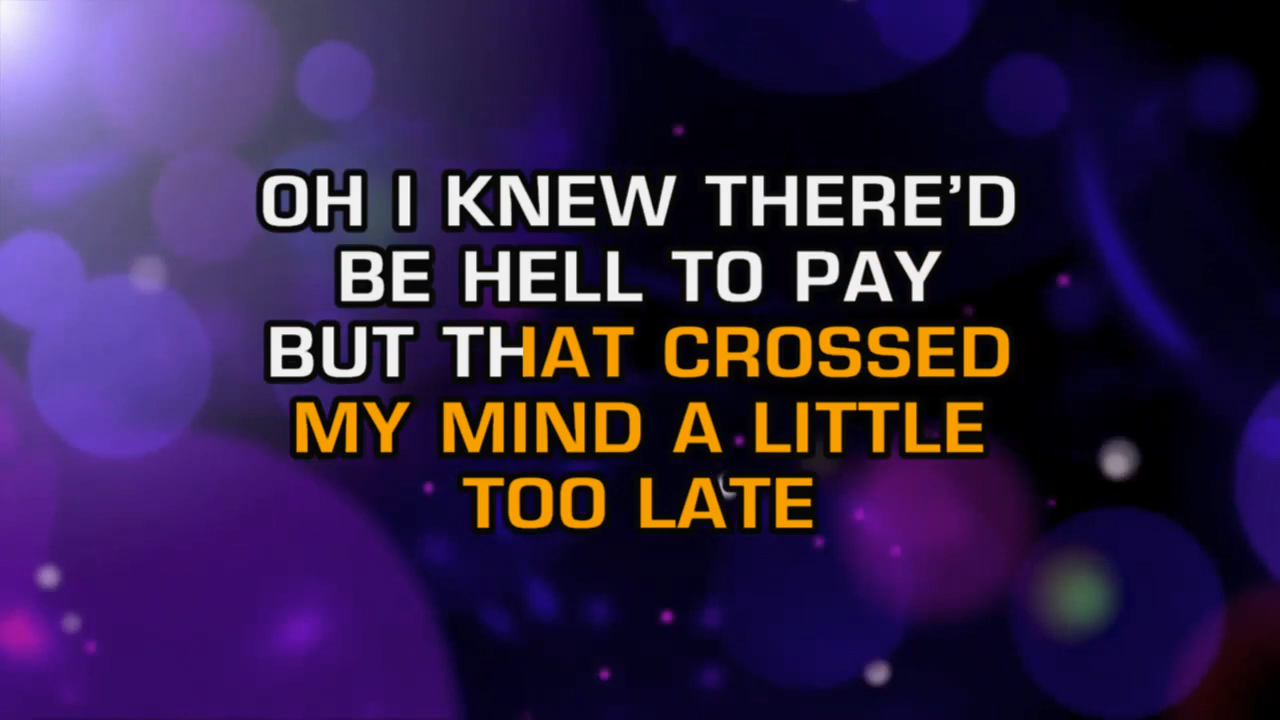 OH I KNEW THERE’D
BE HELL TO PAY
BUT THAT CROSSED
MY MIND A LITTLE
TOO LATE